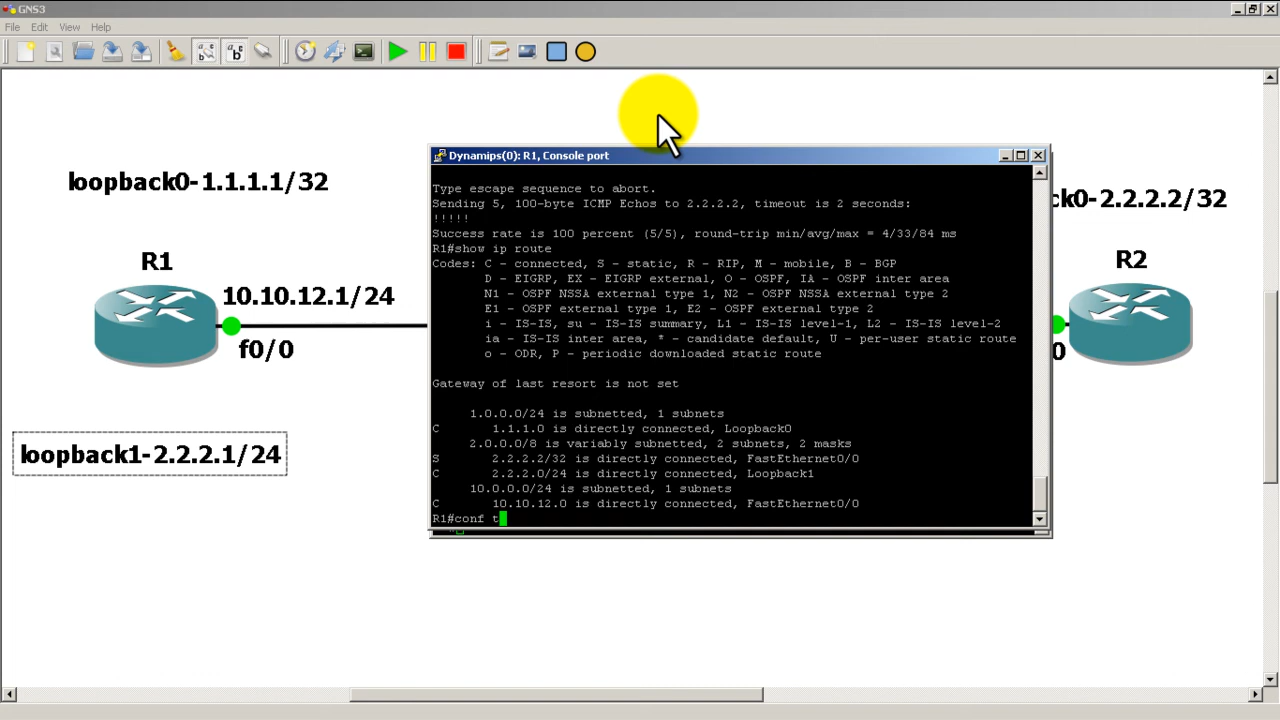 GNS3
File Edit View Help
loopback0-1.1.1.1/32
R1
10.10.12.1/24
f0/0
loopback1-2.2.2.1/24
Dynamips(0): R1, Console port
Type escape sequence to abort.
Sending 5, 100-byte ICMP Echos to 2.2.2.2, timeout is 2 seconds:
!!!!!
Success rate is 100 percent (5/5), round-trip min/avg/max = 4/33/84 ms
R1#show ip route
Codes: C - connected, S - static, R - RIP, M - mobile, B - BGP
D - EIGRP, EX - EIGRP external, O - OSPF, IA - OSPF inter area
N1 - OSPF NSSA external type 1, N2 - OSPF NSSA external type 2
E1 - OSPF external type 1, E2 - OSPF external type 2
i - IS-IS, su - IS-IS summary, L1 - IS-IS level-1, L2 - IS-IS level-2
ia - IS-IS inter area, * - candidate default, U - per-user static route
o - ODR, P - periodic downloaded static route
Gateway of last resort is not set
1.0.0.0/24 is subnetted, 1 subnets
C 1.1.1.0 is directly connected, Loopback0
2.0.0.0/8 is variably subnetted, 2 subnets, 2 masks
S 2.2.2.2/32 is directly connected, FastEthernet0/0
C 2.2.2.0/24 is directly connected, Loopback1
10.0.0.0/24 is subnetted, 1 subnets
C 10.10.12.0 is directly connected, FastEthernet0/0
R1#conf t
ck0-2.2.2.2/32
R2
0